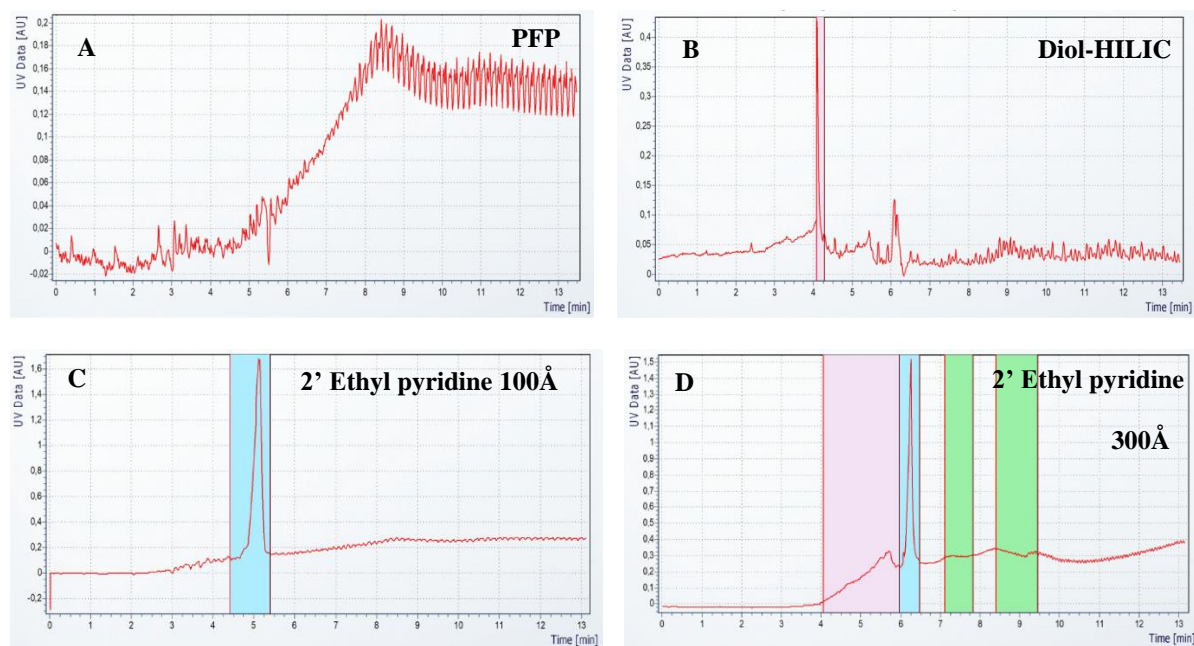 A
PFP
UV Data [AU]
0,2
0,18
0,16
0,14
0,12
0,1
0,08
0,06
0,04
0,02
0
-0,02
0 1 2 3 4 5 6 7 8 9 10 11 12 13
Time [min]
B
Diol-HILIC
UV Data [AU]
0,4
0,35
0,3
0,25
0,2
0,15
0,1
0,05
0
0 1 2 3 4 5 6 7 8 9 10 11 12 13
Time [min]
C
2’ Ethyl pyridine 100Å
UV Data [AU]
1,6
1,4
1,2
1
0,8
0,6
0,4
0,2
0
-0,2
0 1 2 3 4 5 6 7 8 9 10 11 12 13
Time [min]
D
2’ Ethyl pyridine
300Å
UV Data [AU]
1,5
1,4
1,3
1,2
1,1
1
0,9
0,8
0,7
0,6
0,5
0,4
0,3
0,2
0,1
0
0 1 2 3 4 5 6 7 8 9 10 11 12 13
Time [min]